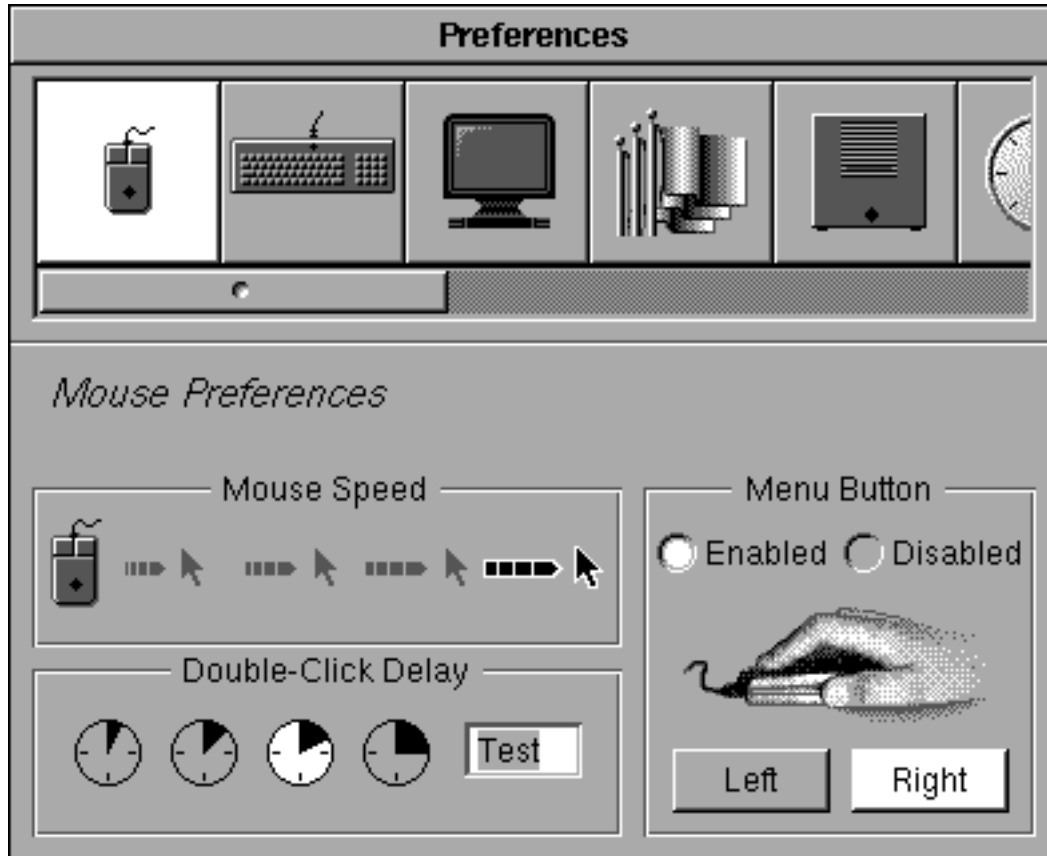 Preferences
Mouse Preferences
Mouse Speed
Double-Click Delay
Test
Menu Button
Enabled Disabled
Left Right